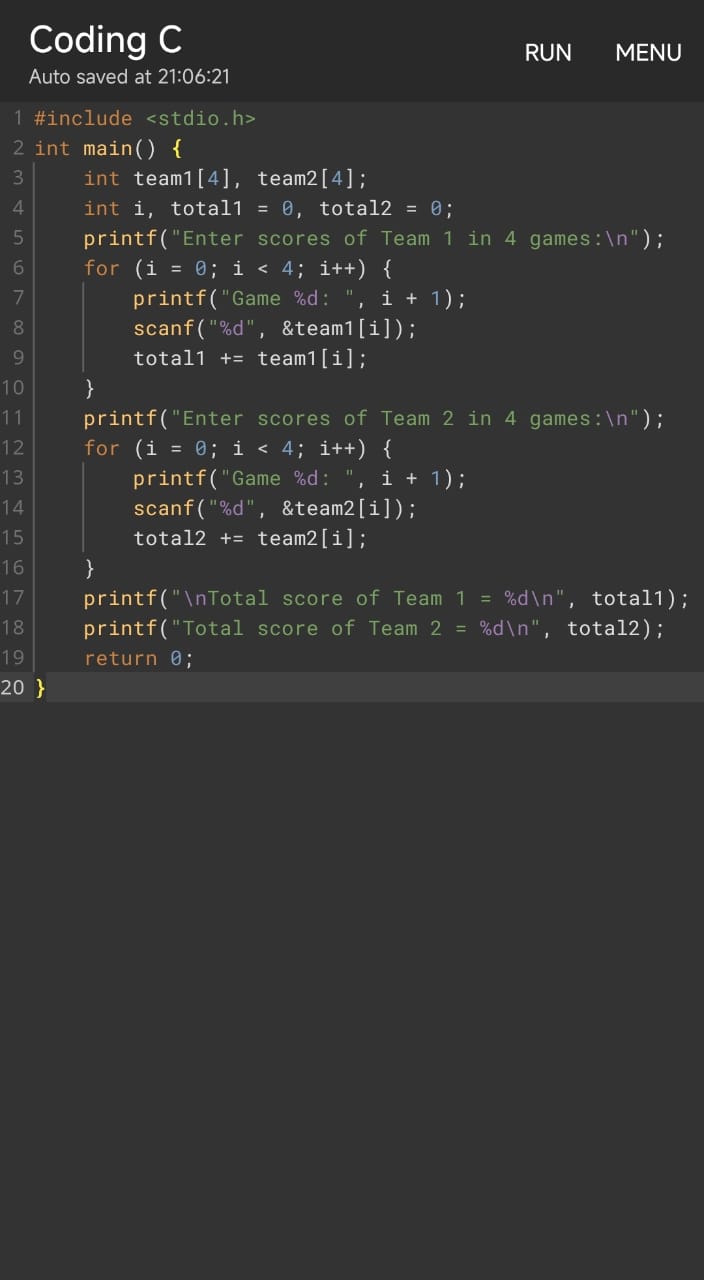 Coding C
RUN MENU
Auto saved at 21:06:21
1 #include <stdio.h>
2 int main() {
3     int team1[4], team2[4];
4     int i, total1 = 0, total2 = 0;
5     printf("Enter scores of Team 1 in 4 games:\n");
6     for (i = 0; i < 4; i++) {
7         printf("Game %d: ", i + 1);
8         scanf("%d", &team1[i]);
9         total1 += team1[i];
10     }
11     printf("Enter scores of Team 2 in 4 games:\n");
12     for (i = 0; i < 4; i++) {
13         printf("Game %d: ", i + 1);
14         scanf("%d", &team2[i]);
15         total2 += team2[i];
16     }
17     printf("\nTotal score of Team 1 = %d\n", total1);
18     printf("Total score of Team 2 = %d\n", total2);
19     return 0;
20 }